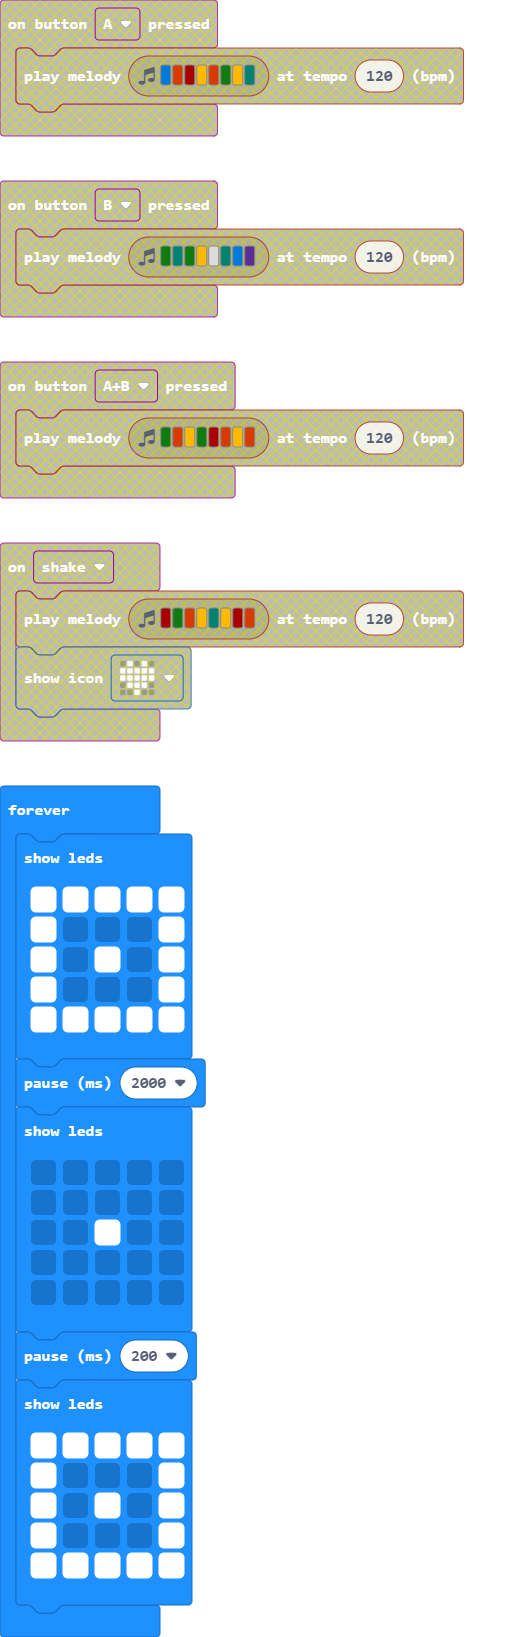 on button A pressed
play melody at tempo 120 (bpm)
on button B pressed
play melody at tempo 120 (bpm)
on button A+B pressed
play melody at tempo 120 (bpm)
on shake
play melody at tempo 120 (bpm)
show icon
forever
show leds
pause (ms) 2000
show leds
pause (ms) 200
show leds